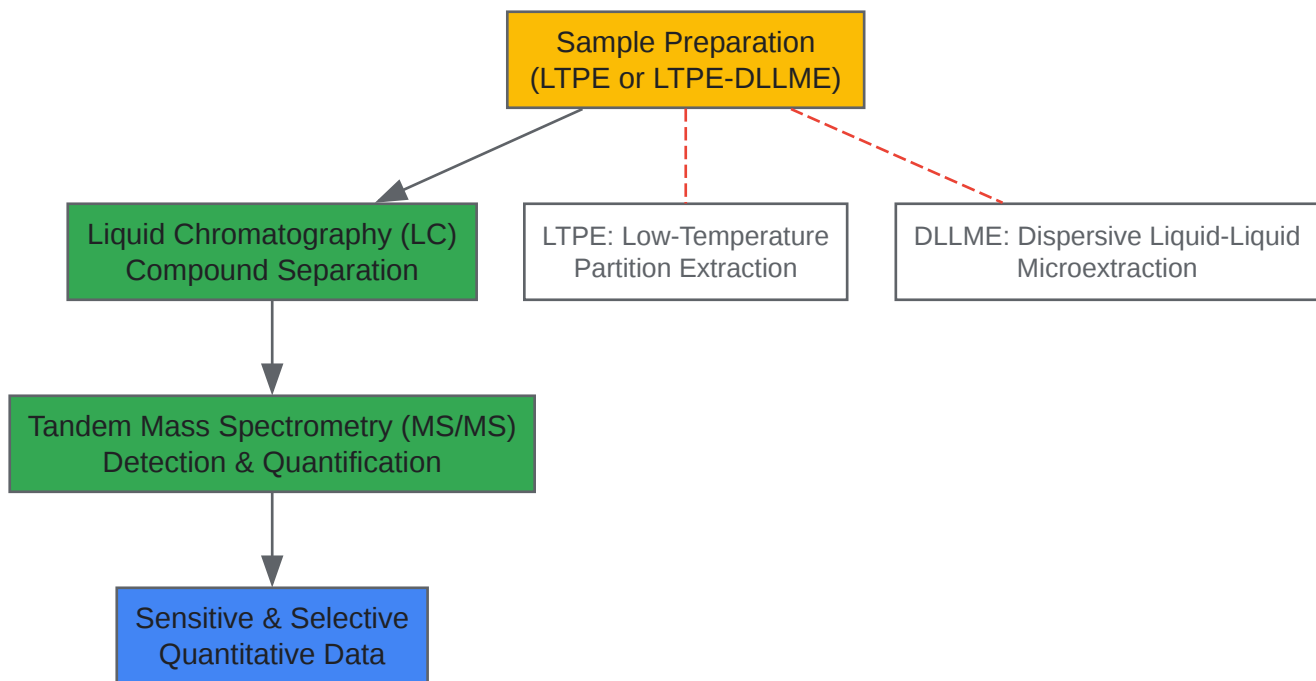 Sample Preparation
(LTPE or LTPE-DLLME)
Liquid Chromatography (LC)
Compound Separation
LTPE: Low-Temperature
Partition Extraction
DLLME: Dispersive Liquid-Liquid
Microextraction
Tandem Mass Spectrometry (MS/MS)
Detection & Quantification
Sensitive & Selective
Quantitative Data